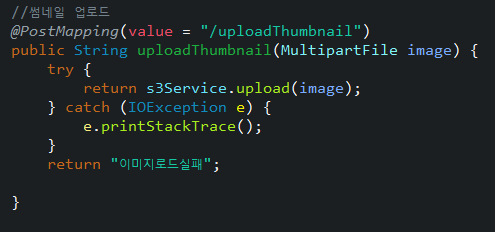 //썸네일 업로드
@PostMapping(value = "/uploadThumbnail")
public String uploadThumbnail(MultipartFile image) {
    try {
        return s3Service.upload(image);
    } catch (IOException e) {
        e.printStackTrace();
    }
    return "이미지로드실패";
}